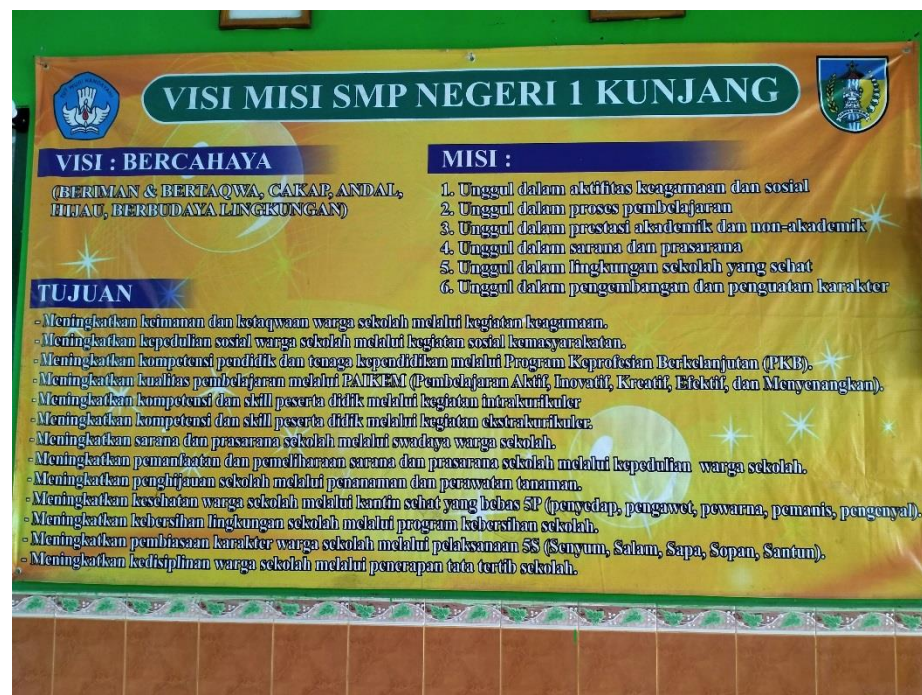 VISI MISI SMP NEGERI 1 KUNJANG
VISI : BERCAHAYA
(BERIMAN & BERTAQWA, CAKAP, ANDAL,
HIJAU, BERBUDAYA LINGKUNGAN)
MISI :
1. Unggul dalam aktifitas keagamaan dan sosial
2. Unggul dalam proses pembelajaran
3. Unggul dalam prestasi akademik dan non-akademik
4. Unggul dalam sarana dan prasarana
5. Unggul dalam lingkungan sekolah yang sehat
6. Unggul dalam pengembangan dan penguatan karakter
TUJUAN
- Meningkatkan keimanan dan ketaqwaan warga sekolah melalui kegiatan keagamaan.
- Meningkatkan kepedulian sosial warga sekolah melalui kegiatan sosial kemasyarakatan.
- Meningkatkan kompetensi pendidik dan tenaga kependidikan melalui Program Keprofesian Berkelanjutan (PKB).
- Meningkatkan kualitas pembelajaran melalui PAIKEM (Pembelajaran Aktif, Inovatif, Kreatif, Efektif, dan Menyenangkan).
- Meningkatkan kompetensi dan skill peserta didik melalui kegiatan intrakurikuler
- Meningkatkan kompetensi dan skill peserta didik melalui kegiatan ekstrakurikuler.
- Meningkatkan sarana dan prasarana sekolah melalui swadaya warga sekolah.
- Meningkatkan pemanfaatan dan pemeliharaan sarana dan prasarana sekolah melalui kepedulian warga sekolah.
- Meningkatkan penghijauan sekolah melalui penanaman dan perawatan tanaman.
- Meningkatkan kesehatan warga sekolah melalui kantin sehat yang bebas 5P (penyedap, pengawet, pewarna, pemanis, pengenyal).
- Meningkatkan kebersihan lingkungan sekolah melalui program kebersihan sekolah.
- Meningkatkan pembiasaan karakter warga sekolah melalui pelaksanaan 5S (Senyum, Salam, Sapa, Sopan, Santun).
- Meningkatkan kedisiplinan warga sekolah melalui penerapan tata tertib sekolah.